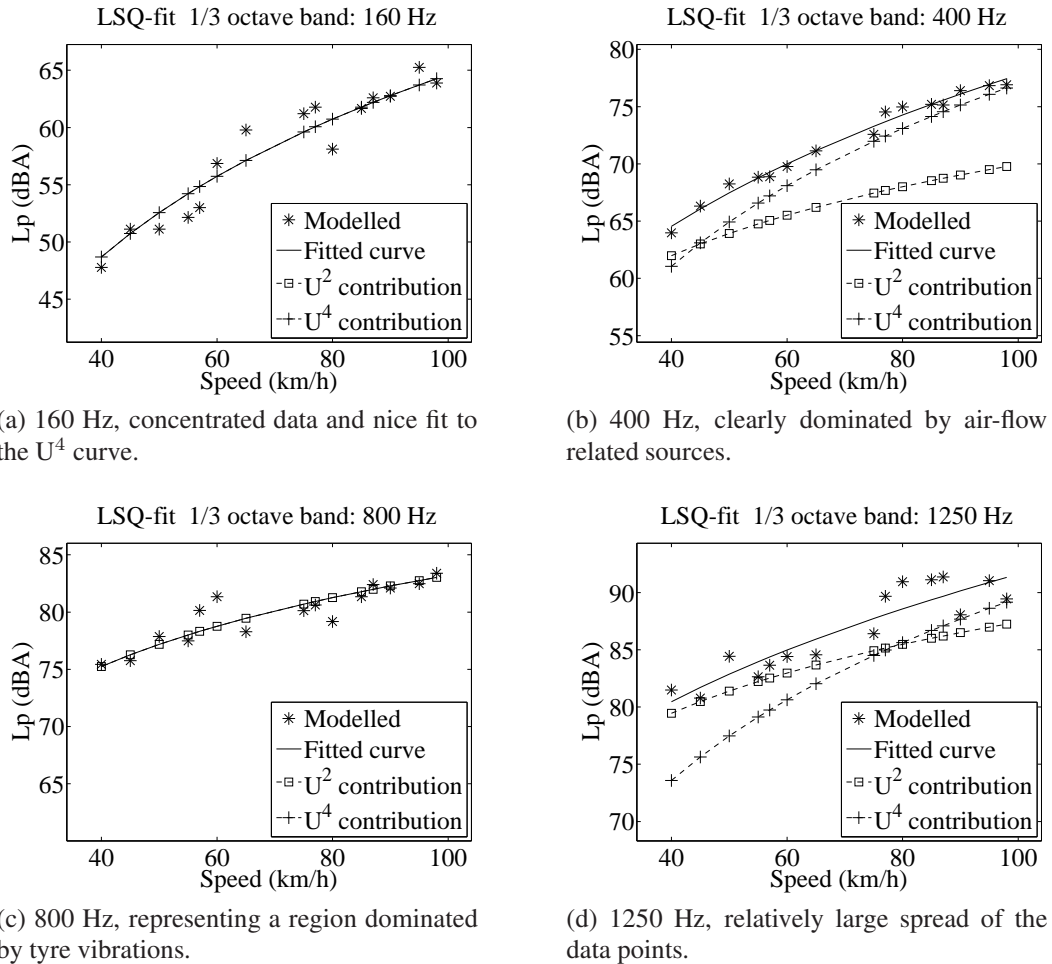 LSQ-fit 1/3 octave band: 160 Hz
65
60
55
50
45
Lp (dBA)
Modelled
Fitted curve
U² contribution
U⁴ contribution
40
60
80
100
Speed (km/h)
(a) 160 Hz, concentrated data and nice fit to
the U⁴ curve.
LSQ-fit 1/3 octave band: 400 Hz
80
75
70
65
60
55
Lp (dBA)
Modelled
Fitted curve
U² contribution
U⁴ contribution
40
60
80
100
Speed (km/h)
(b) 400 Hz, clearly dominated by air-flow
related sources.
LSQ-fit 1/3 octave band: 800 Hz
85
80
75
70
65
Lp (dBA)
Modelled
Fitted curve
U² contribution
U⁴ contribution
40
60
80
100
Speed (km/h)
(c) 800 Hz, representing a region dominated
by tyre vibrations.
LSQ-fit 1/3 octave band: 1250 Hz
90
85
80
75
70
Lp (dBA)
Modelled
Fitted curve
U² contribution
U⁴ contribution
40
60
80
100
Speed (km/h)
(d) 1250 Hz, relatively large spread of the
data points.